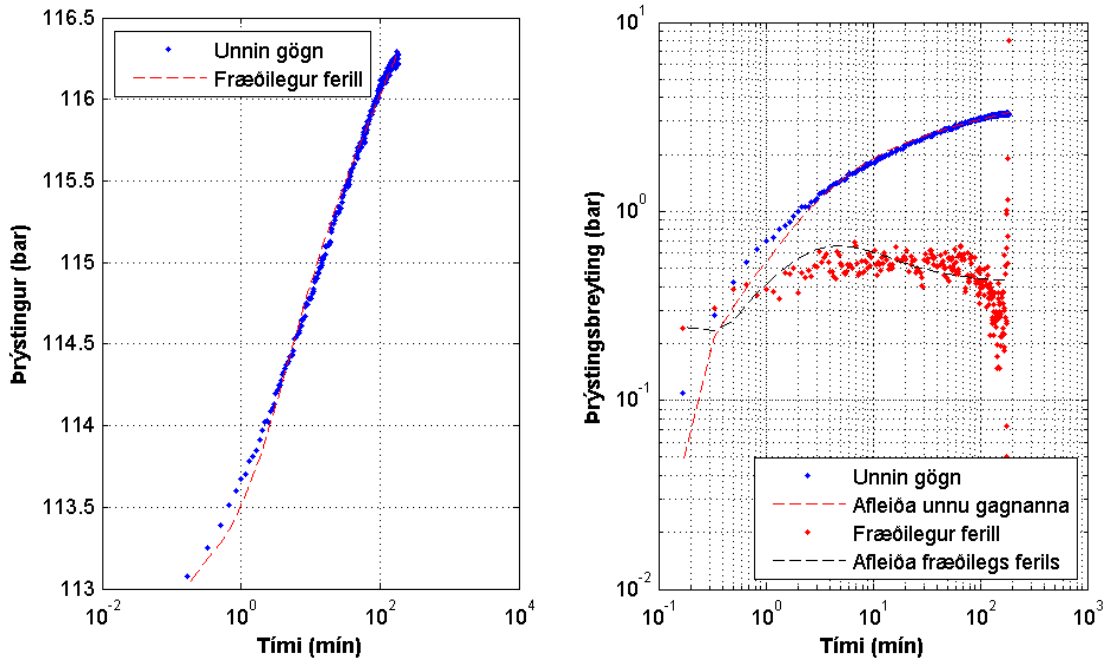 116.5
116
115.5
115
114.5
114
113.5
113
10^-2
10^0
10^2
10^4
Þrýstingur (bar)
Tími (mín)
Unnin gögn
Fræðilegur ferill
10^1
10^0
10^-1
10^-2
10^-1
10^0
10^1
10^2
10^3
Þrýstingsbreyting (bar)
Tími (mín)
Unnin gögn
Afleiða unnu gagnanna
Fræðilegur ferill
Afleiða fræðilegs ferils